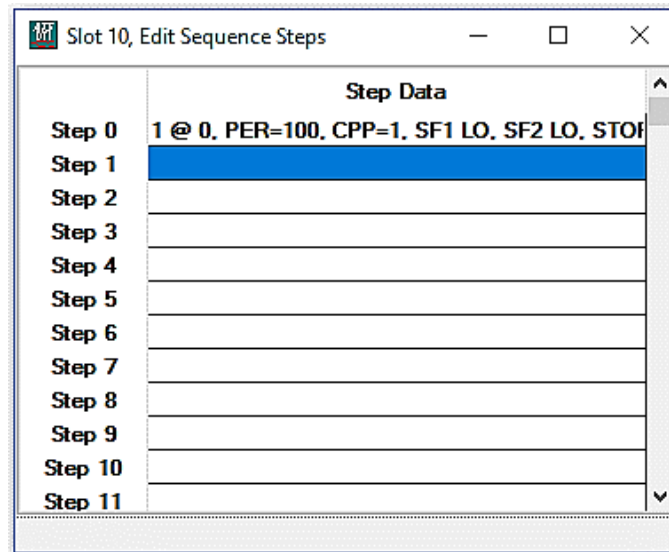 Slot 10, Edit Sequence Steps
Step Data
Step 0 1 @ 0, PER=100, CPP=1, SF1 LO, SF2 LO, STOF
Step 1
Step 2
Step 3
Step 4
Step 5
Step 6
Step 7
Step 8
Step 9
Step 10
Step 11